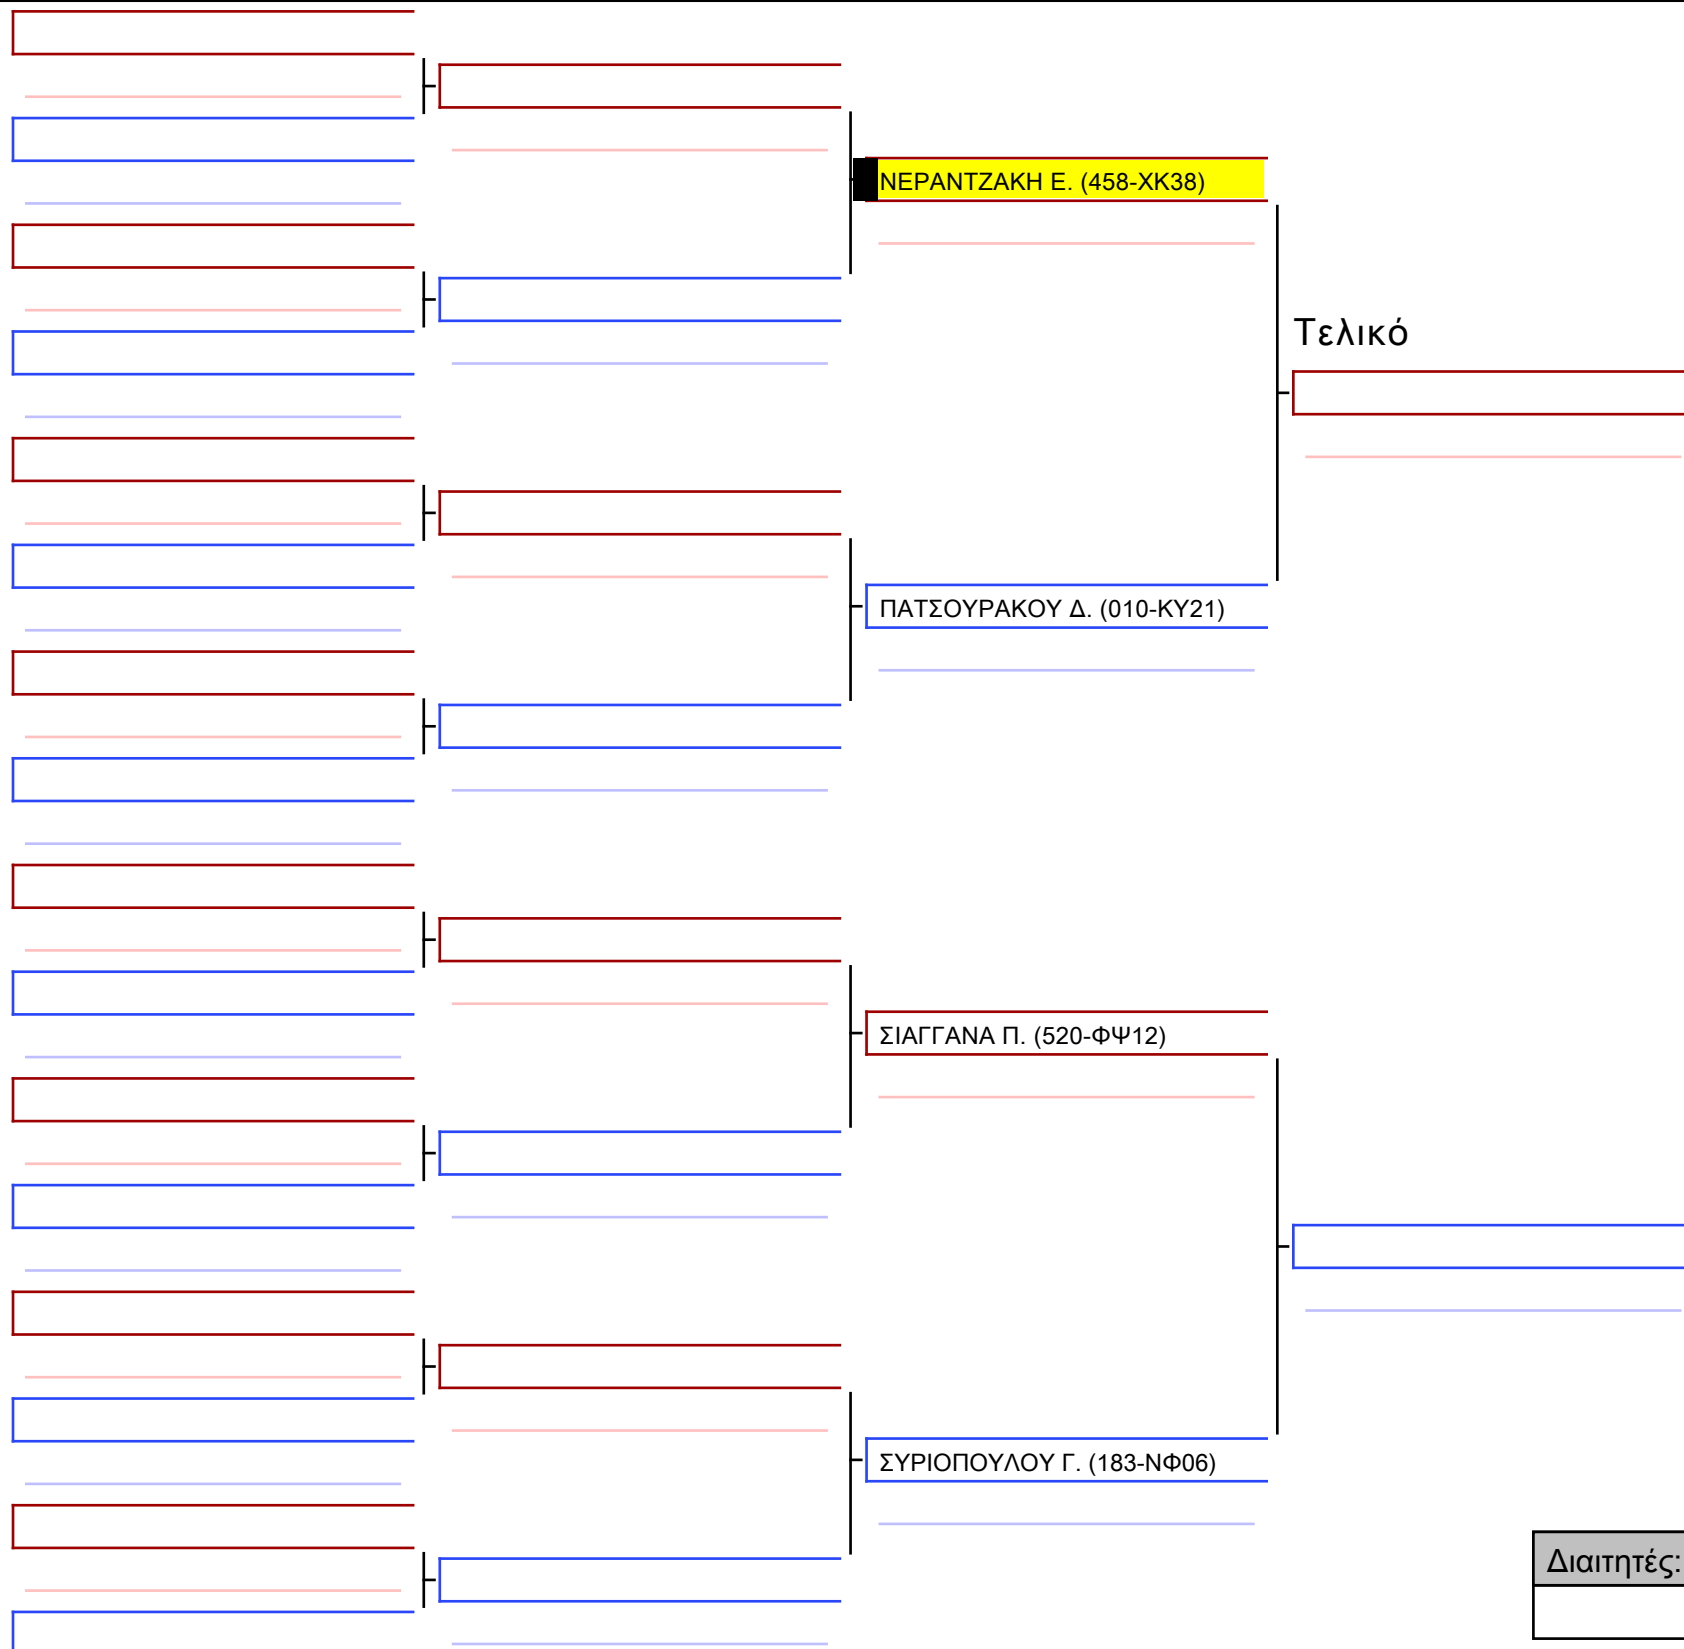 ΝΕΡΑΝΤΖΑΚΗ Ε. (458-ΧΚ38)
Τελικό
ΠΑΤΣΟΥΡΑΚΟΥ Δ. (010-ΚΥ21)
ΣΙΑΓΓΑΝΑ Π. (520-ΦΨ12)
ΣΥΡΙΟΠΟΥΛΟΥ Γ. (183-ΝΦ06)
Διαιτητές: